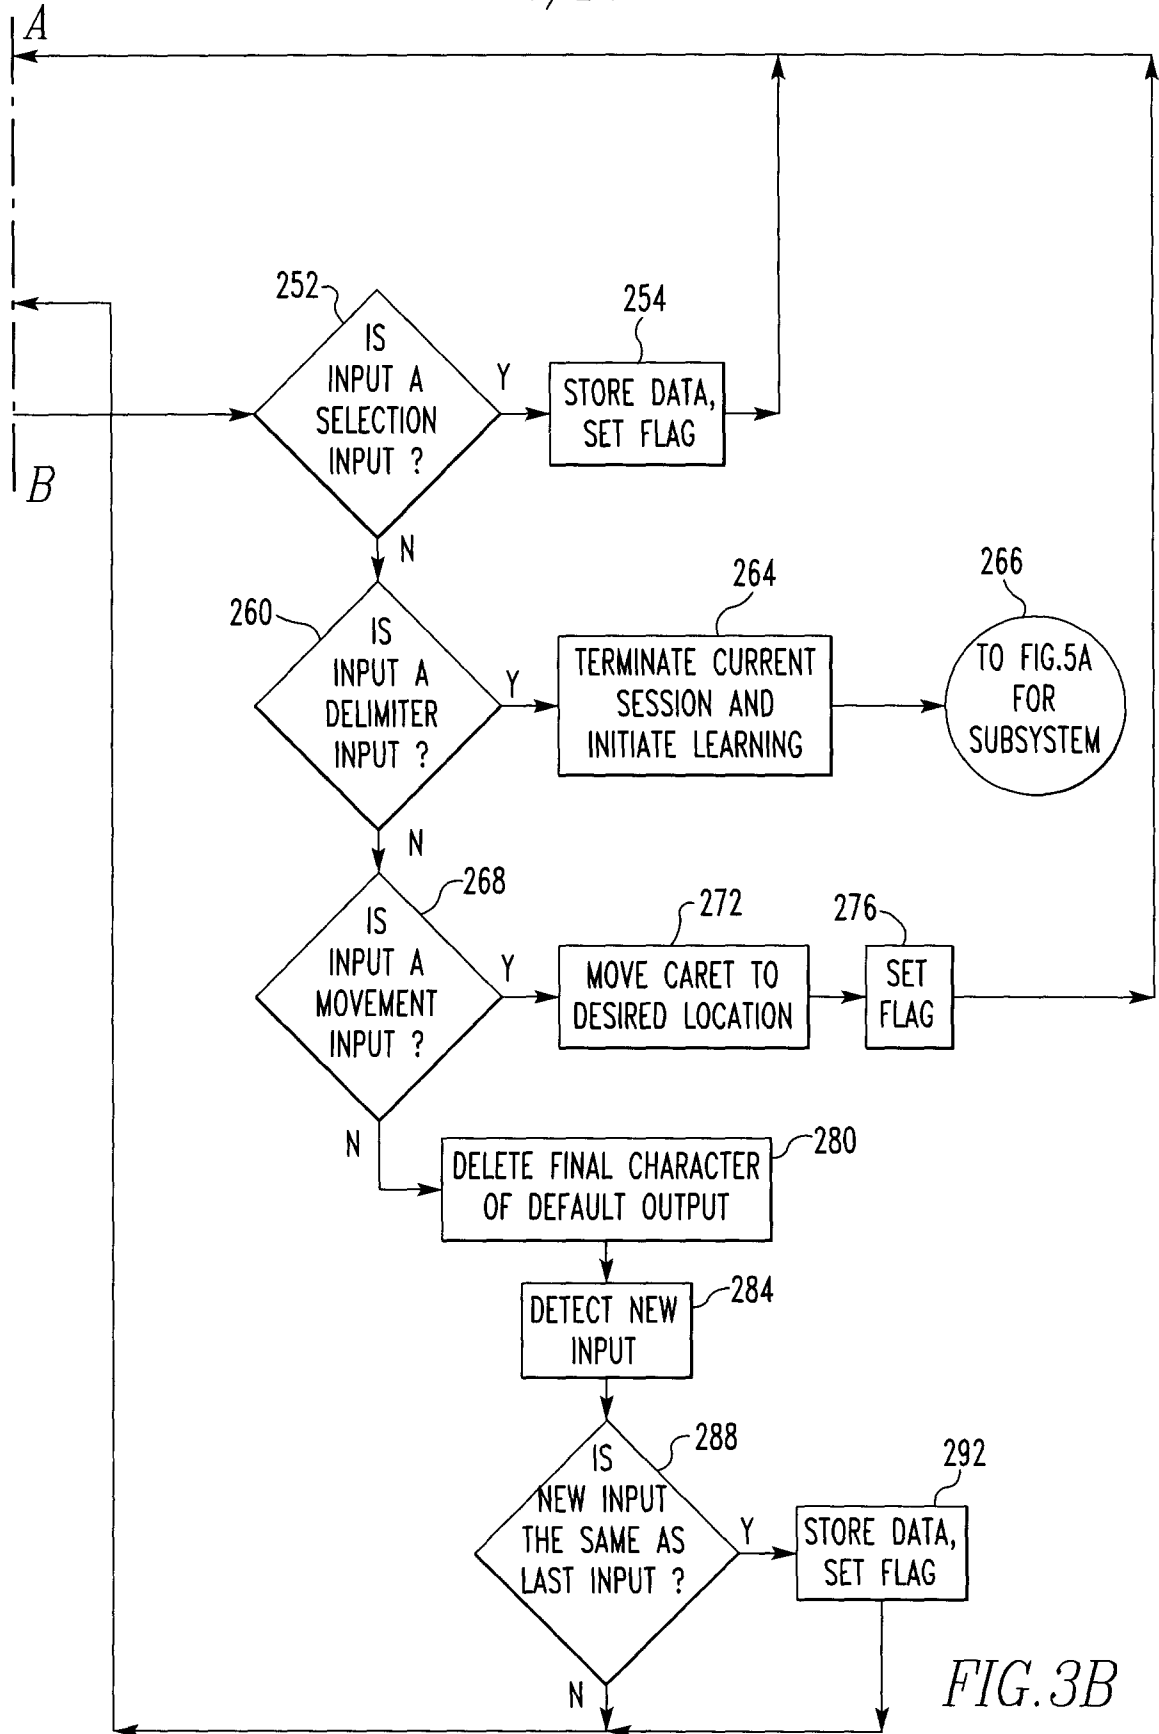 A
252
IS
INPUT A
SELECTION
INPUT ?
Y
254
STORE DATA,
SET FLAG
B
N
260
IS
INPUT A
DELIMITER
INPUT ?
Y
264
TERMINATE CURRENT
SESSION AND
INITIATE LEARNING
266
TO FIG.5A
FOR
SUBSYSTEM
N
268
IS
INPUT A
MOVEMENT
INPUT ?
Y
272
MOVE CARET TO
DESIRED LOCATION
276
SET
FLAG
N
280
DELETE FINAL CHARACTER
OF DEFAULT OUTPUT
284
DETECT NEW
INPUT
288
IS
NEW INPUT
THE SAME AS
LAST INPUT ?
Y
292
STORE DATA,
SET FLAG
N
FIG.3B